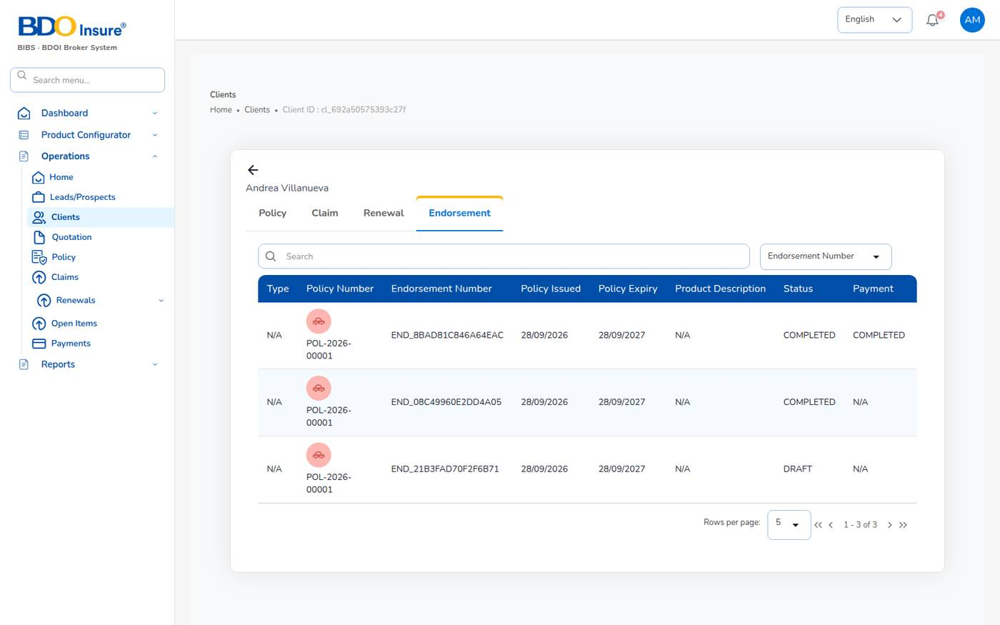 BDO Insure®
BIBS - BDOI Broker System
Search menu...
Dashboard
Product Configurator
Operations
Home
Leads/Prospects
Clients
Quotation
Policy
Claims
Renewals
Open Items
Payments
Reports
English
4
AM
Clients
Home • Clients • Client ID : cl_692a50575393c27f
Andrea Villanueva
Policy Claim Renewal Endorsement
Search
Endorsement Number
Type Policy Number Endorsement Number Policy Issued Policy Expiry Product Description Status Payment
N/A POL-2026-00001 END_8BAD81C846A64EAC 28/09/2026 28/09/2027 N/A COMPLETED COMPLETED
N/A POL-2026-00001 END_08C49960E2DD4A05 28/09/2026 28/09/2027 N/A COMPLETED N/A
N/A POL-2026-00001 END_21B3FAD70F2F6B71 28/09/2026 28/09/2027 N/A DRAFT N/A
Rows per page: 5 1 - 3 of 3